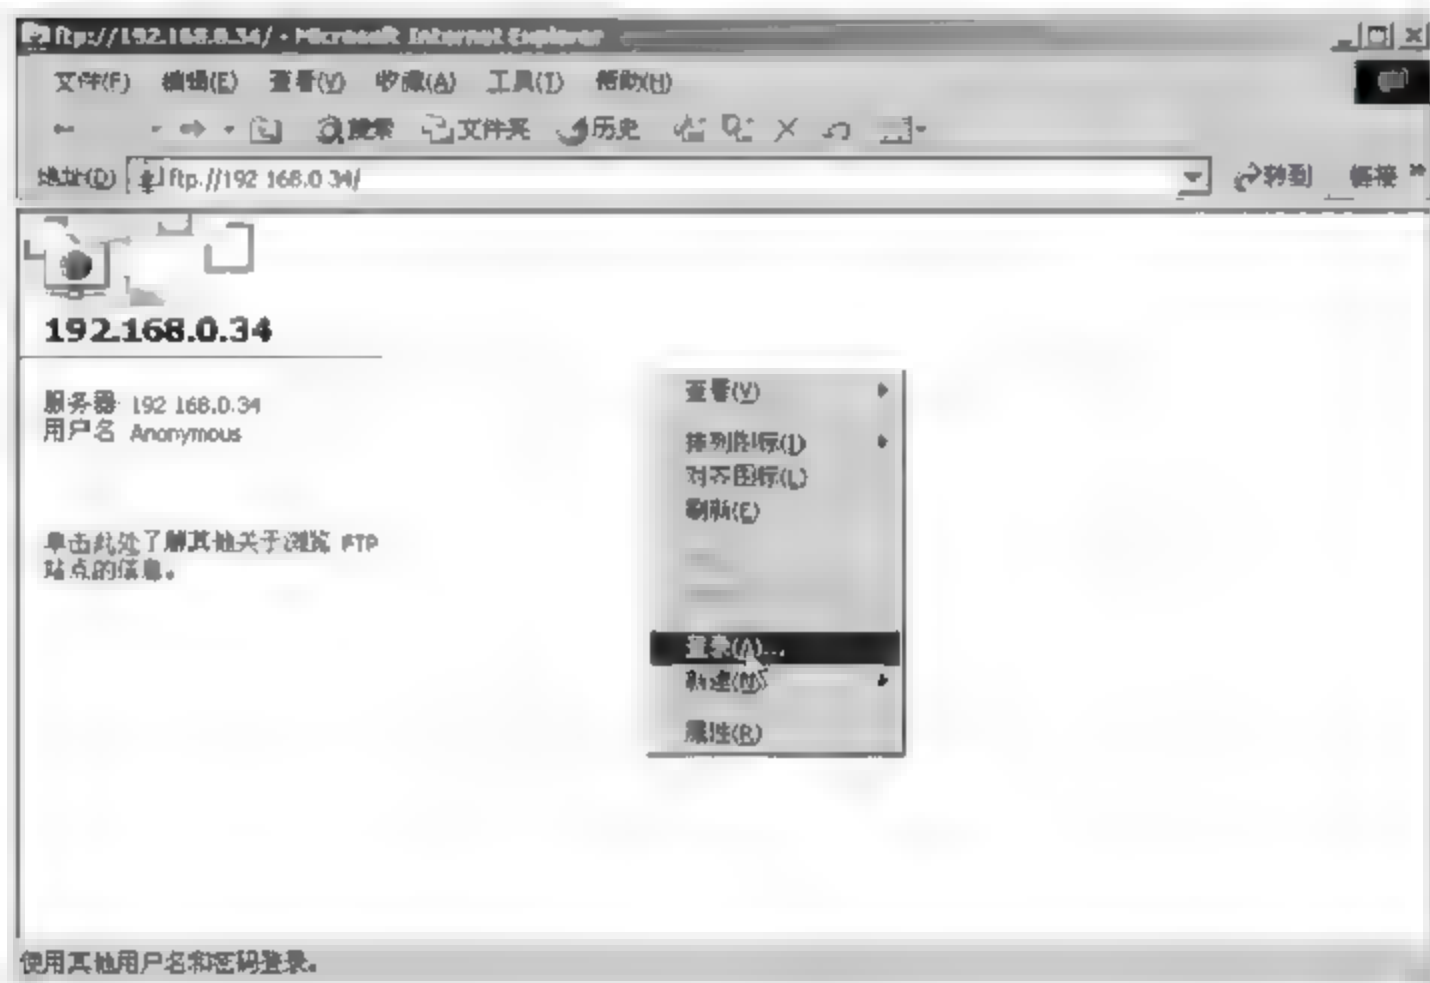 ftp://192.168.0.34/ - Microsoft Internet Explorer
文件(F) 编辑(E) 查看(V) 收藏(A) 工具(T) 帮助(H)
搜索 文件夹 历史
地址(D) ftp://192.168.0.34/ 转到 链接 »
192.168.0.34
服务器: 192.168.0.34
用户名: Anonymous
单击此处了解其他关于浏览 FTP
站点的信息。
查看(V)
排列图标(I)
对齐图标(L)
刷新(E)
登录(A)...
新建(N)
属性(R)
使用其他用户名和密码登录。